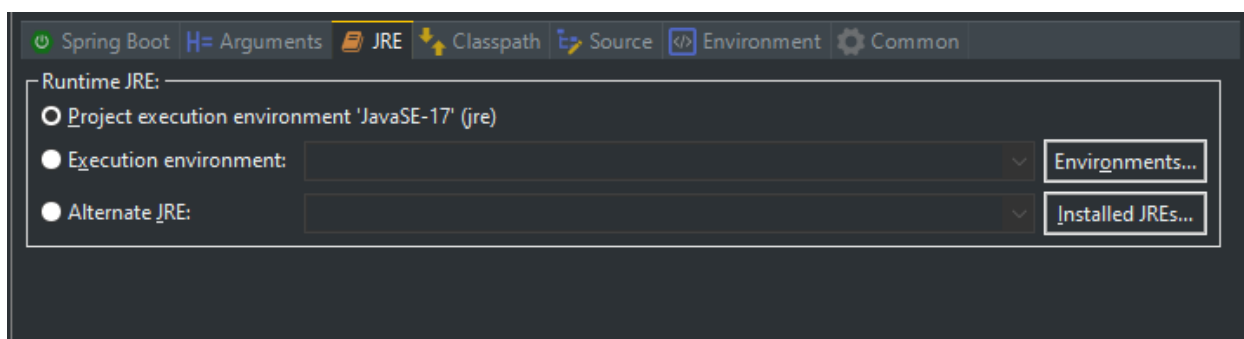 Spring Boot H= Arguments JRE Classpath Source </> Environment Common
Runtime JRE:
Project execution environment 'JavaSE-17' (jre)
Execution environment: Environments...
Alternate JRE: Installed JREs...